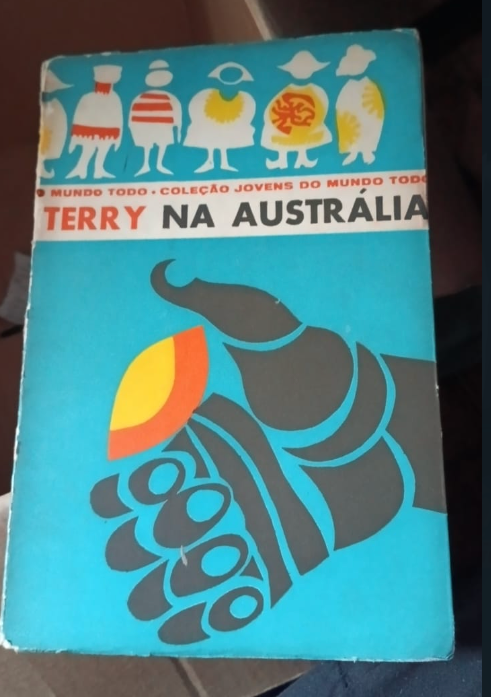 MUNDO TODO • COLEÇÃO JOVENS DO MUNDO TODO
TERRY NA AUSTRÁLIA